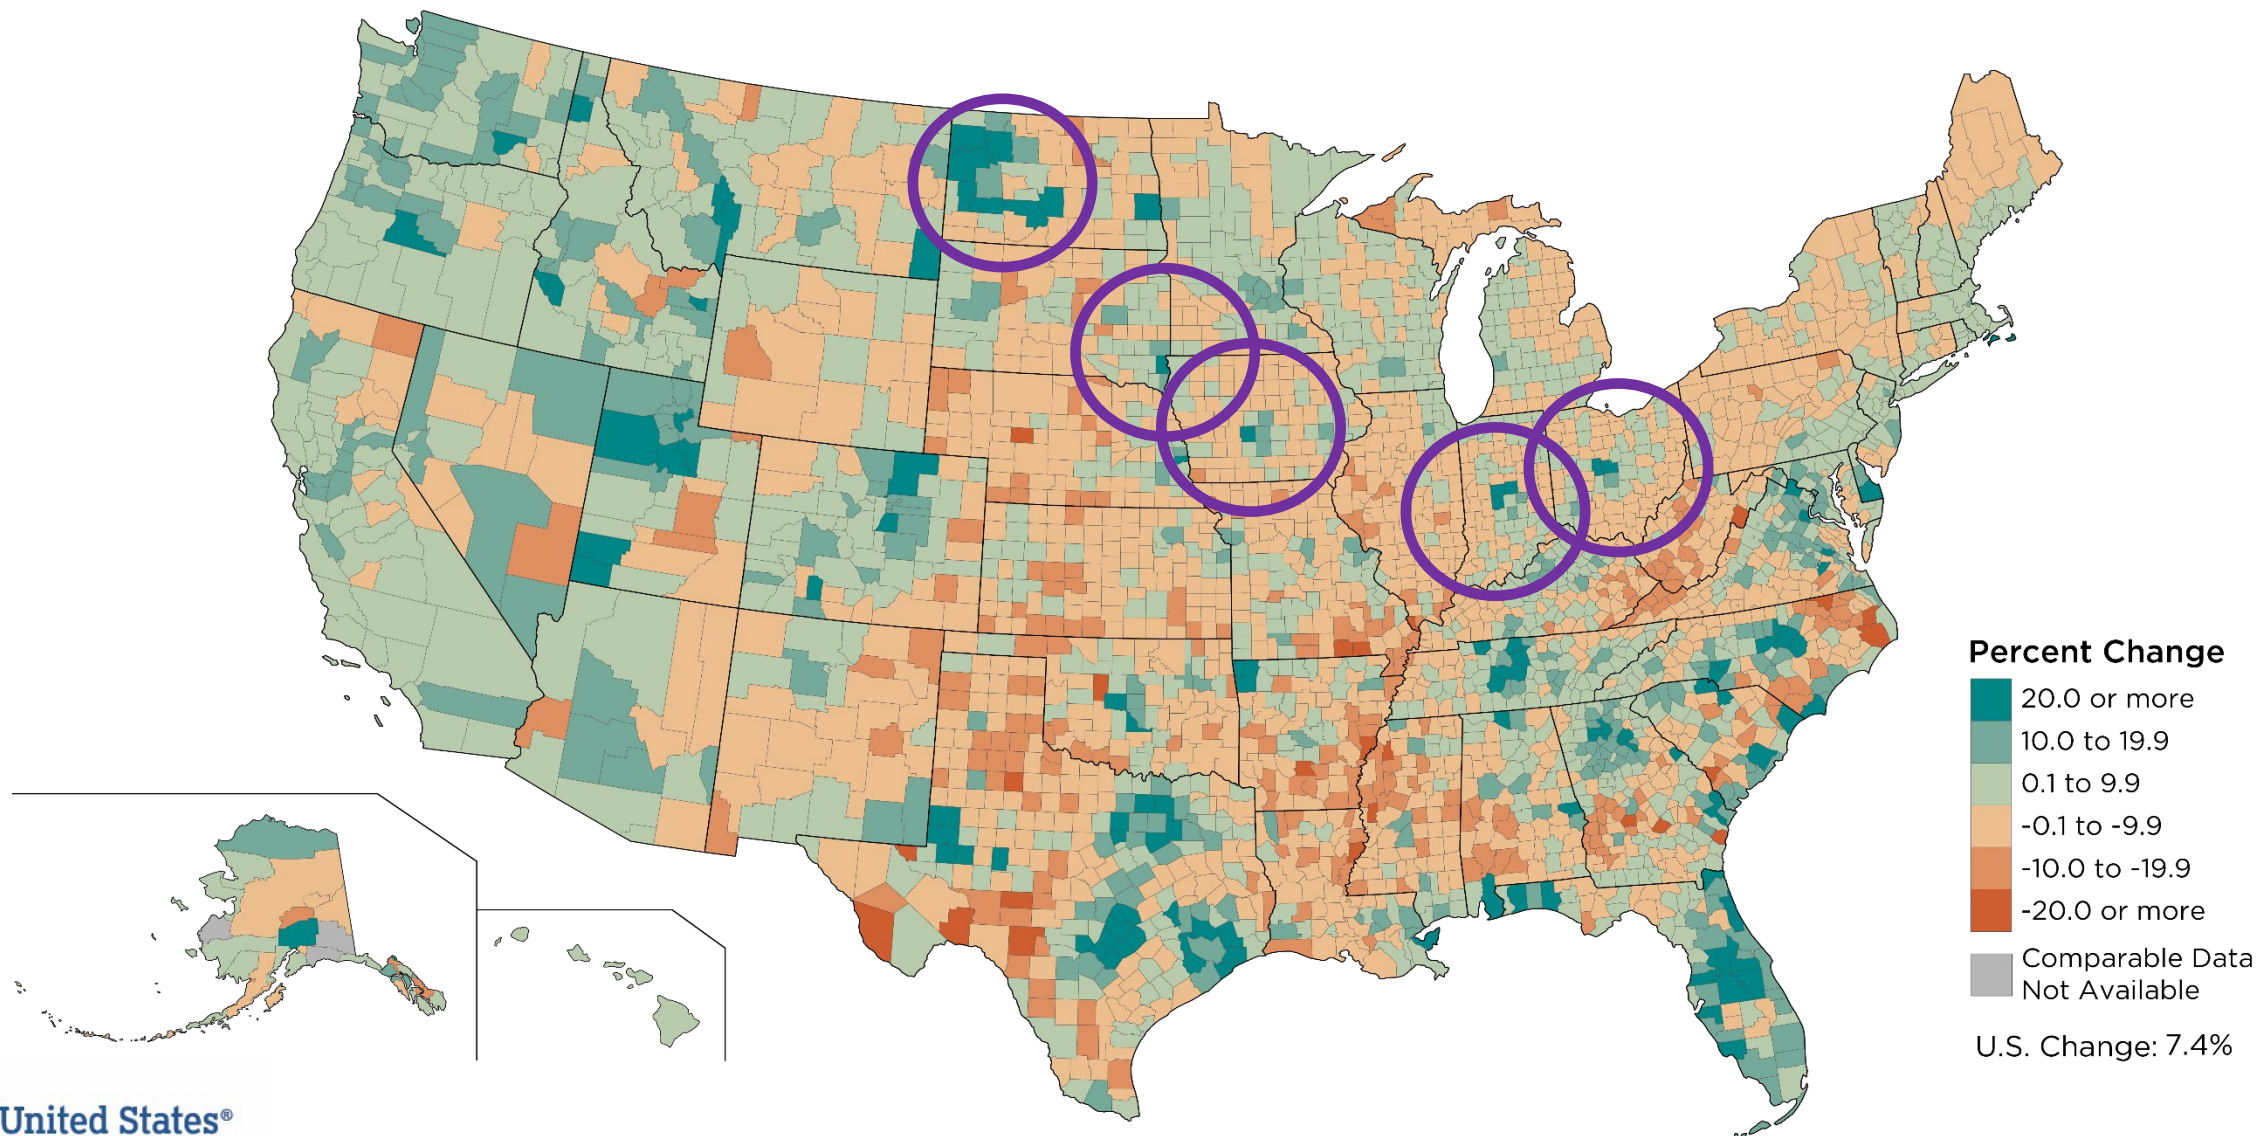 Percent Change
20.0 or more
10.0 to 19.9
0.1 to 9.9
-0.1 to -9.9
-10.0 to -19.9
-20.0 or more
Comparable Data
Not Available
U.S. Change: 7.4%
United States®